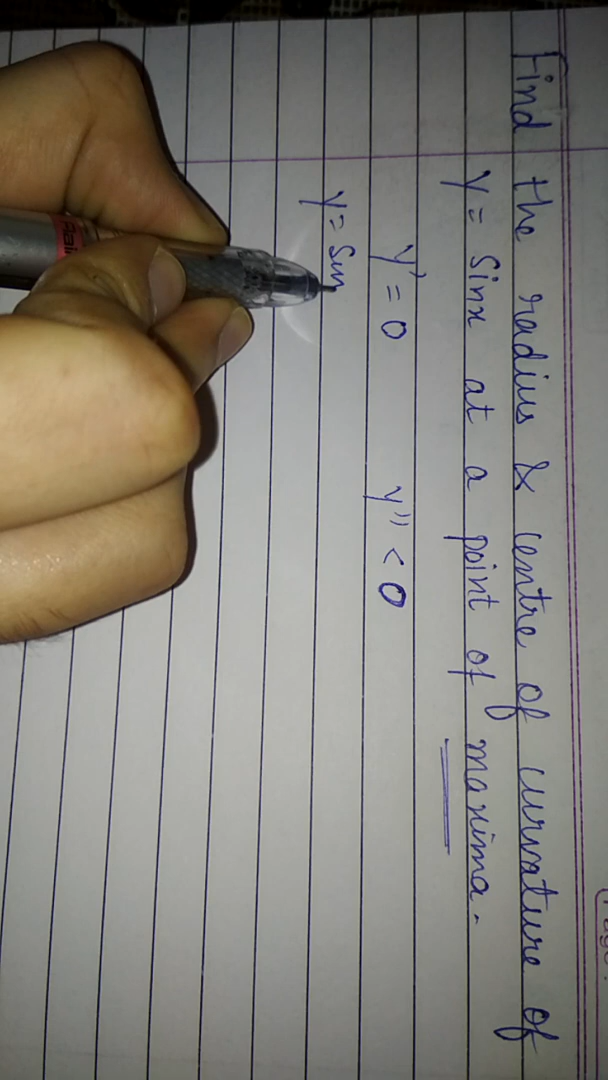 Find the radius & centre of curvature of
y = sinx at a point of maxima.
y' = 0 y'' < 0
y = sin